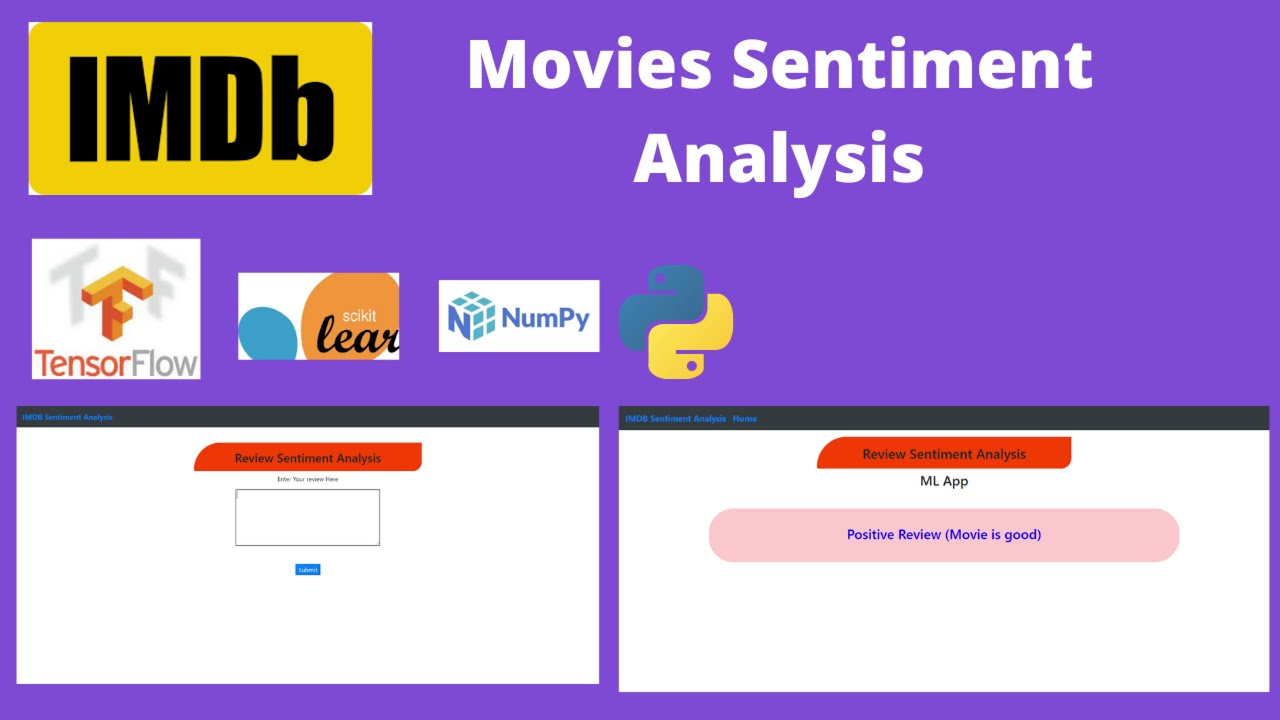 IMDb
Movies Sentiment
Analysis
TensorFlow
scikit
lear
NumPy
IMDB Sentiment Analysis
Review Sentiment Analysis
Enter Your review Here
Submit
IMDB Sentiment Analysis Home
Review Sentiment Analysis
ML App
Positive Review (Movie is good)